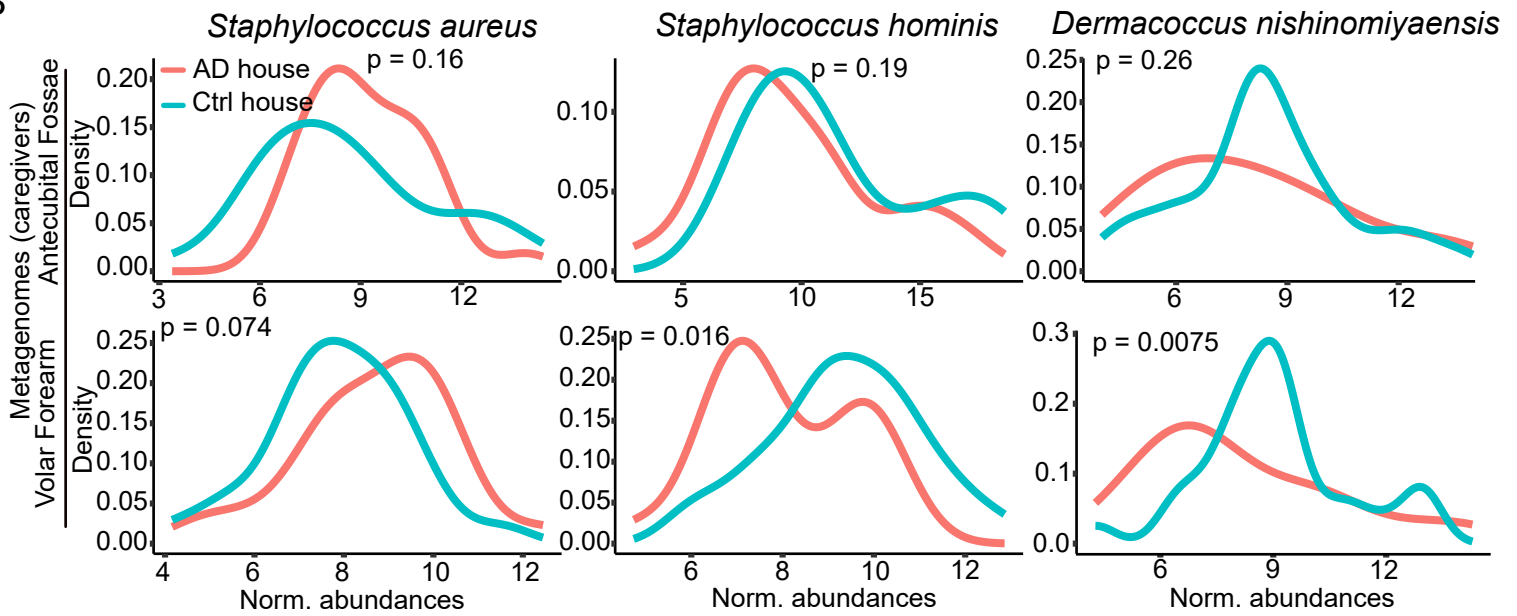 Staphylococcus aureus
Staphylococcus hominis
Dermacoccus nishinomiyaensis
Metagenomes (caregivers)
Antecubital Fossae
Density
AD house
Ctrl house
p = 0.16
0.20
0.15
0.10
0.05
0.00
3 6 9 12
p = 0.19
0.10
0.05
0.00
5 10 15
p = 0.26
0.25
0.20
0.15
0.10
0.05
0.00
6 9 12
Volar Forearm
Density
p = 0.074
0.25
0.20
0.15
0.10
0.05
0.00
4 6 8 10 12
Norm. abundances
p = 0.016
0.25
0.20
0.15
0.10
0.05
0.00
6 8 10 12
Norm. abundances
p = 0.0075
0.3
0.2
0.1
0.0
6 9 12
Norm. abundances